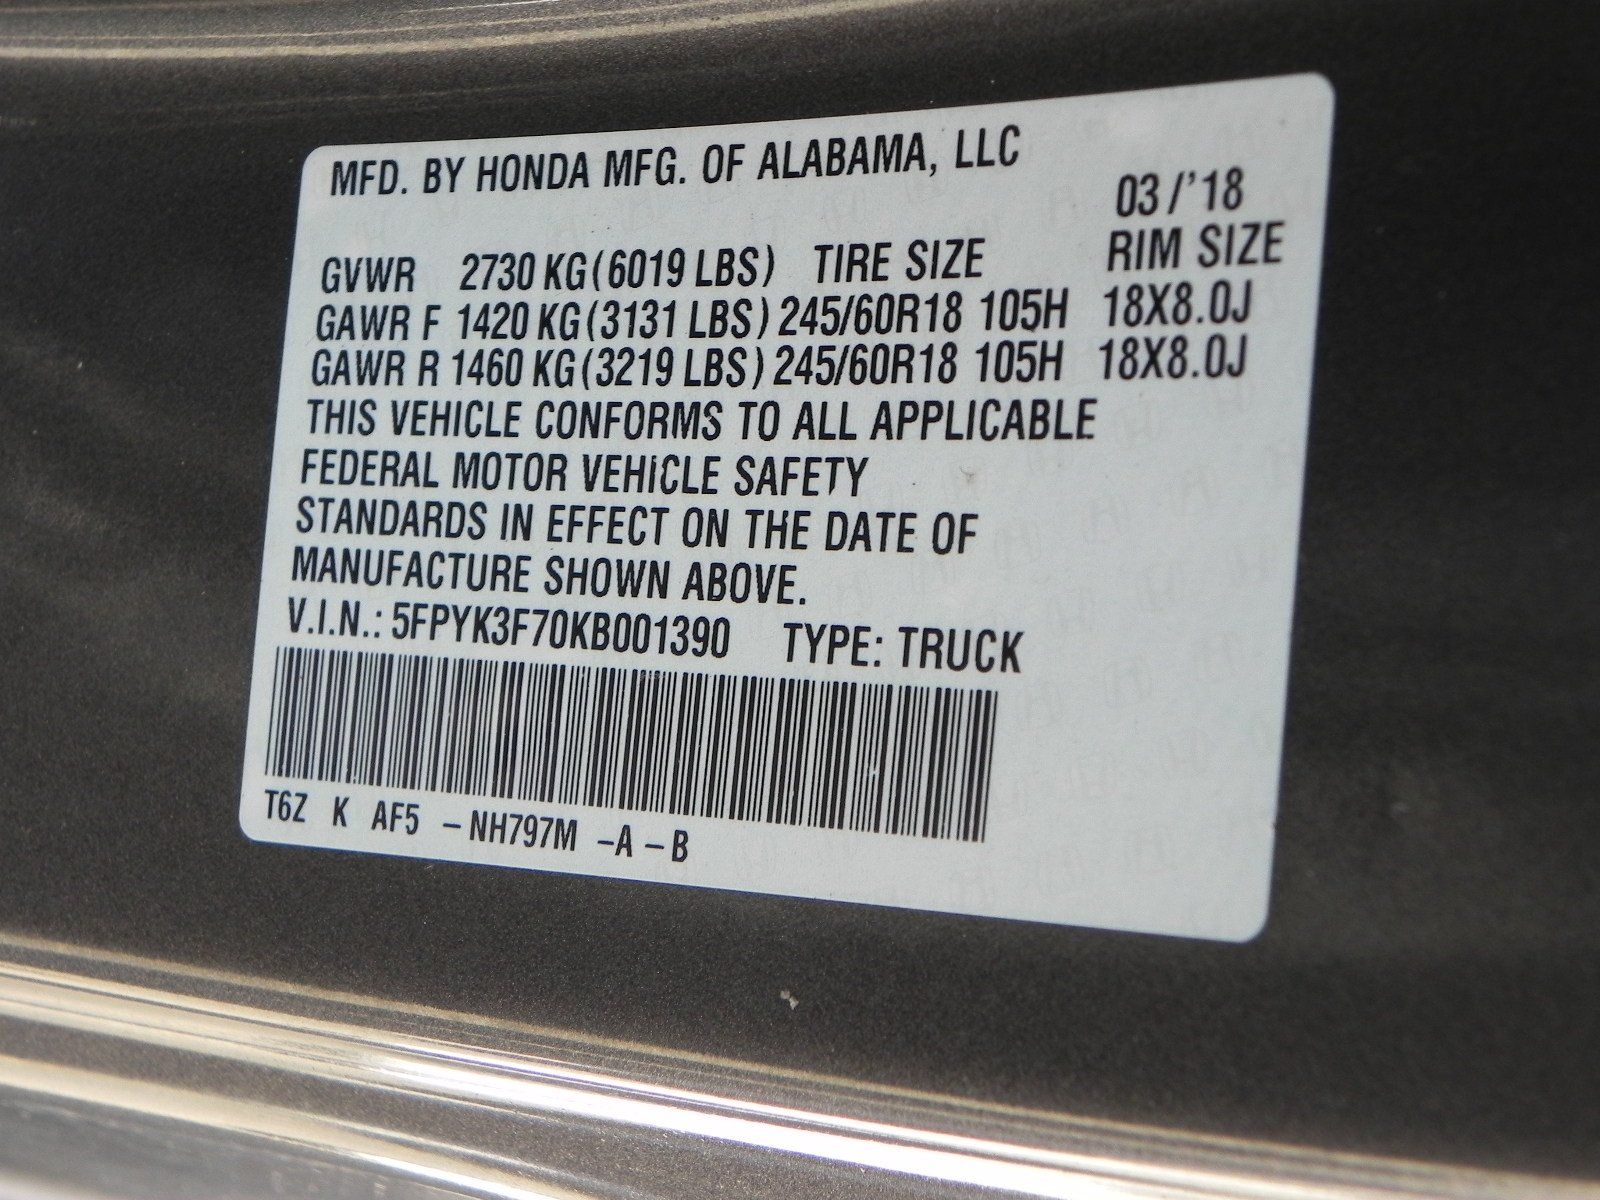 MFD. BY HONDA MFG. OF ALABAMA, LLC
03/'18
GVWR 2730 KG(6019 LBS) TIRE SIZE RIM SIZE
GAWR F 1420 KG(3131 LBS) 245/60R18 105H 18X8.0J
GAWR R 1460 KG(3219 LBS) 245/60R18 105H 18X8.0J
THIS VEHICLE CONFORMS TO ALL APPLICABLE
FEDERAL MOTOR VEHICLE SAFETY
STANDARDS IN EFFECT ON THE DATE OF
MANUFACTURE SHOWN ABOVE.
V.I.N.: 5FPYK3F70KB001390 TYPE: TRUCK
T6Z K AF5 -NH797M -A -B